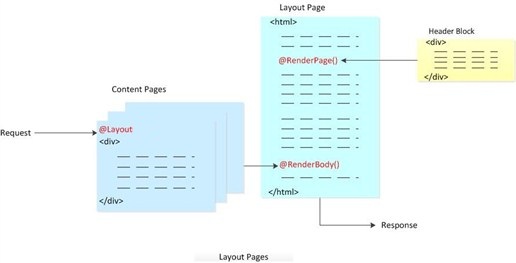 Layout Page
<html>
@RenderPage()
@RenderBody()
</html>
Header Block
<div>
</div>
Content Pages
@Layout
<div>
</div>
Request
Response
Layout Pages